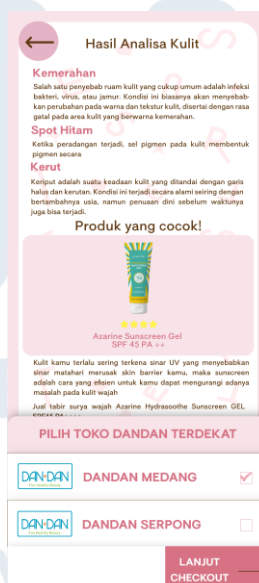 Hasil Analisa Kulit
Kemerahan
Salah satu penyebab ruam kulit yang cukup umum adalah infeksi
bakteri, virus, atau jamur. Kondisi ini biasanya akan menyebab-
kan perubahan pada warna dan tekstur kulit, disertai dengan rasa
gatal pada area kulit yang berwarna kemerahan.
Spot Hitam
Ketika peradangan terjadi, sel pigmen pada kulit membentuk
pigmen secara
Kerut
Keriput adalah suatu keadaan kulit yang ditandai dengan garis
halus dan kerutan. Kondisi ini terjadi secara alami seiring dengan
bertambahnya usia, namun penuaan dini sebelum waktunya
juga bisa terjadi.
Produk yang cocok!
Azarine Sunscreen Gel
SPF 45 PA ++
Kulit kamu terlalu sering terkena sinar UV yang menyebabkan
sinar matahari merusak skin barrier kamu, maka sunscreen
adalah cara yang efisien untuk kamu dapat mengurangi adanya
masalah pada kulit wajah
Jual tabir surya wajah Azarine Hydrasoothe Sunscreen GEL
PILIH TOKO DANDAN TERDEKAT
DAN+DAN
DANDAN MEDANG
DAN+DAN
DANDAN SERPONG
LANJUT
CHECKOUT